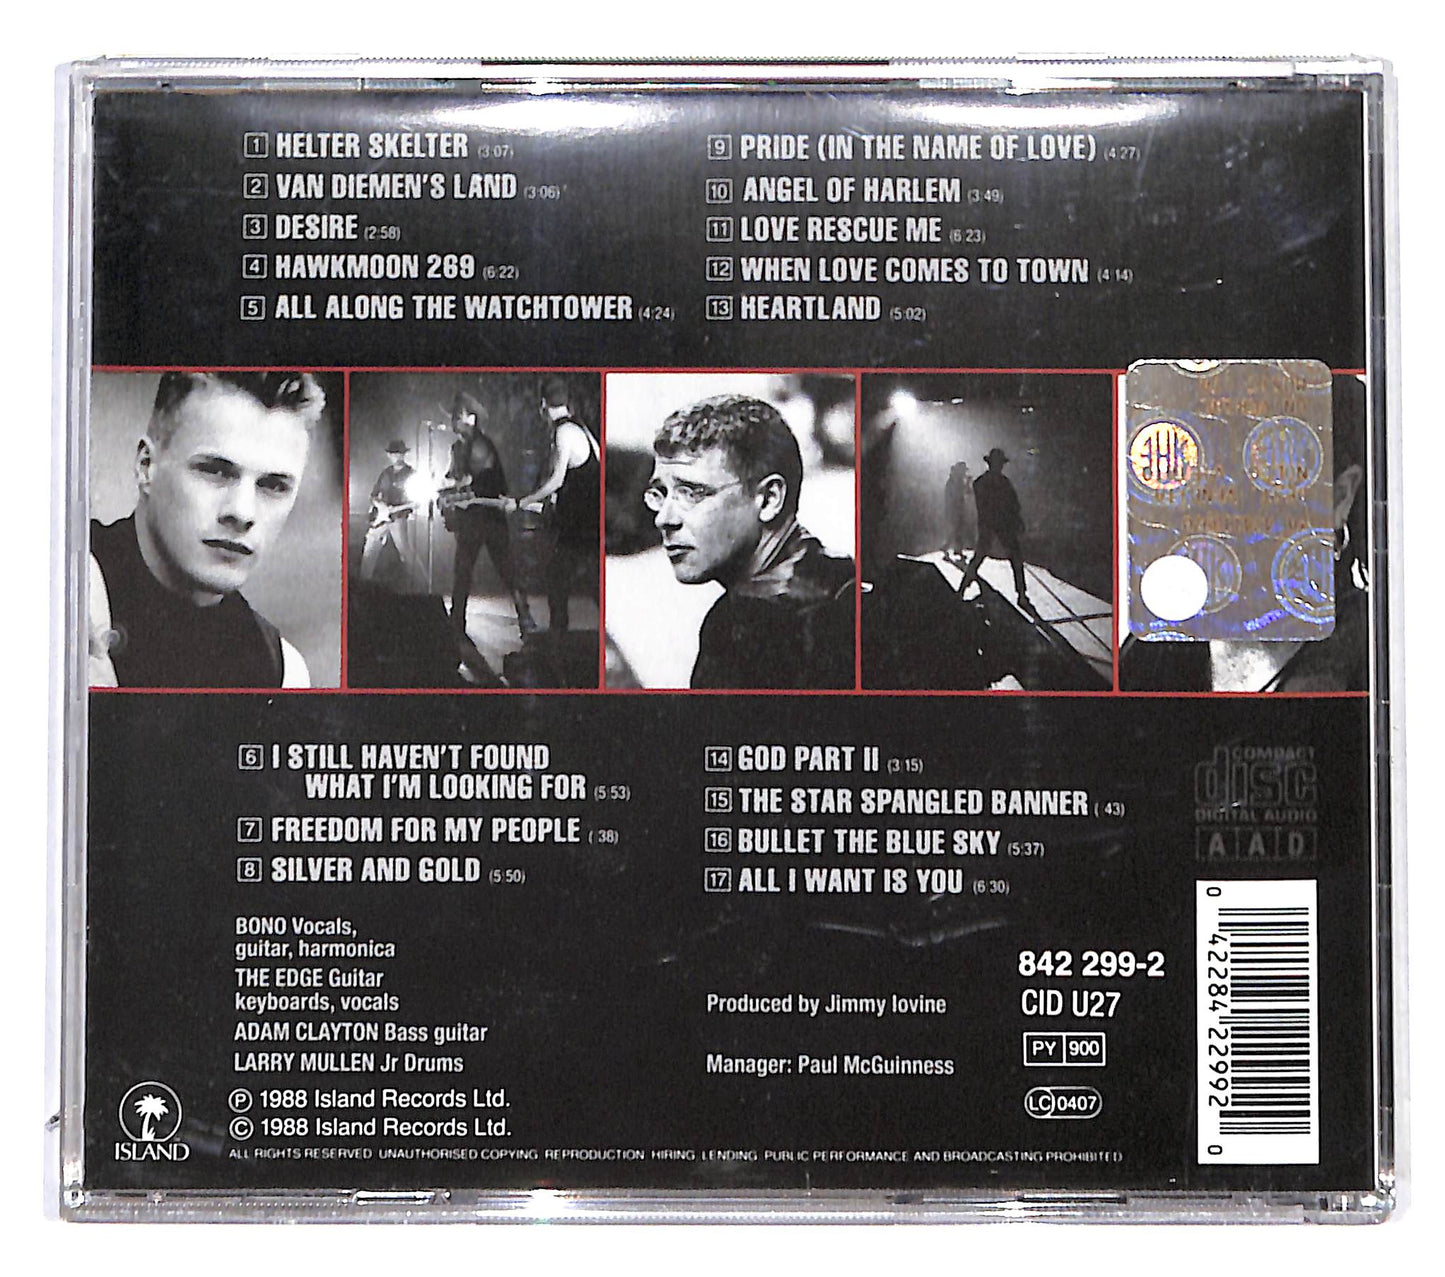 1 HELTER SKELTER (3:07)
2 VAN DIEMEN'S LAND (3:06)
3 DESIRE (2:58)
4 HAWKMOON 269 (6:22)
5 ALL ALONG THE WATCHTOWER (4:24)
9 PRIDE (IN THE NAME OF LOVE) (4:27)
10 ANGEL OF HARLEM (3:49)
11 LOVE RESCUE ME (6:23)
12 WHEN LOVE COMES TO TOWN (4:14)
13 HEARTLAND (5:02)
6 I STILL HAVEN'T FOUND
WHAT I'M LOOKING FOR (5:53)
7 FREEDOM FOR MY PEOPLE (:38)
8 SILVER AND GOLD (5:50)
14 GOD PART II (3:15)
15 THE STAR SPANGLED BANNER (:43)
16 BULLET THE BLUE SKY (5:37)
17 ALL I WANT IS YOU (6:30)
COMPACT
disc
DIGITAL AUDIO
A A D
BONO Vocals,
guitar, harmonica
THE EDGE Guitar
keyboards, vocals
ADAM CLAYTON Bass guitar
LARRY MULLEN Jr Drums
Produced by Jimmy Iovine
Manager: Paul McGuinness
842 299-2
CID U27
PY 900
LC 0407
0 42284 22992 0
ISLAND
℗ 1988 Island Records Ltd.
© 1988 Island Records Ltd.
ALL RIGHTS RESERVED UNAUTHORISED COPYING REPRODUCTION HIRING LENDING PUBLIC PERFORMANCE AND BROADCASTING PROHIBITED